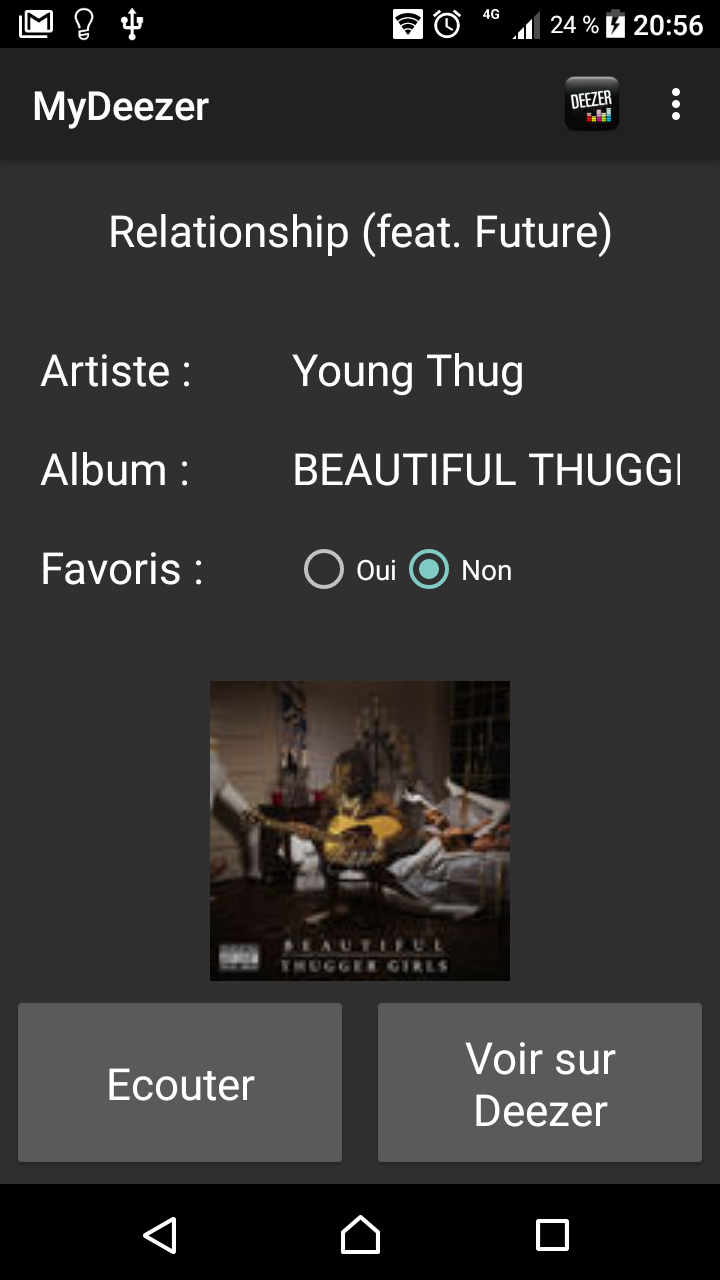 4G 24 % 20:56
MyDeezer
DEEZER
Relationship (feat. Future)
Artiste : Young Thug
Album : BEAUTIFUL THUGGI
Favoris : Oui Non
BEAUTIFUL
THUGGER GIRLS
Ecouter
Voir sur
Deezer